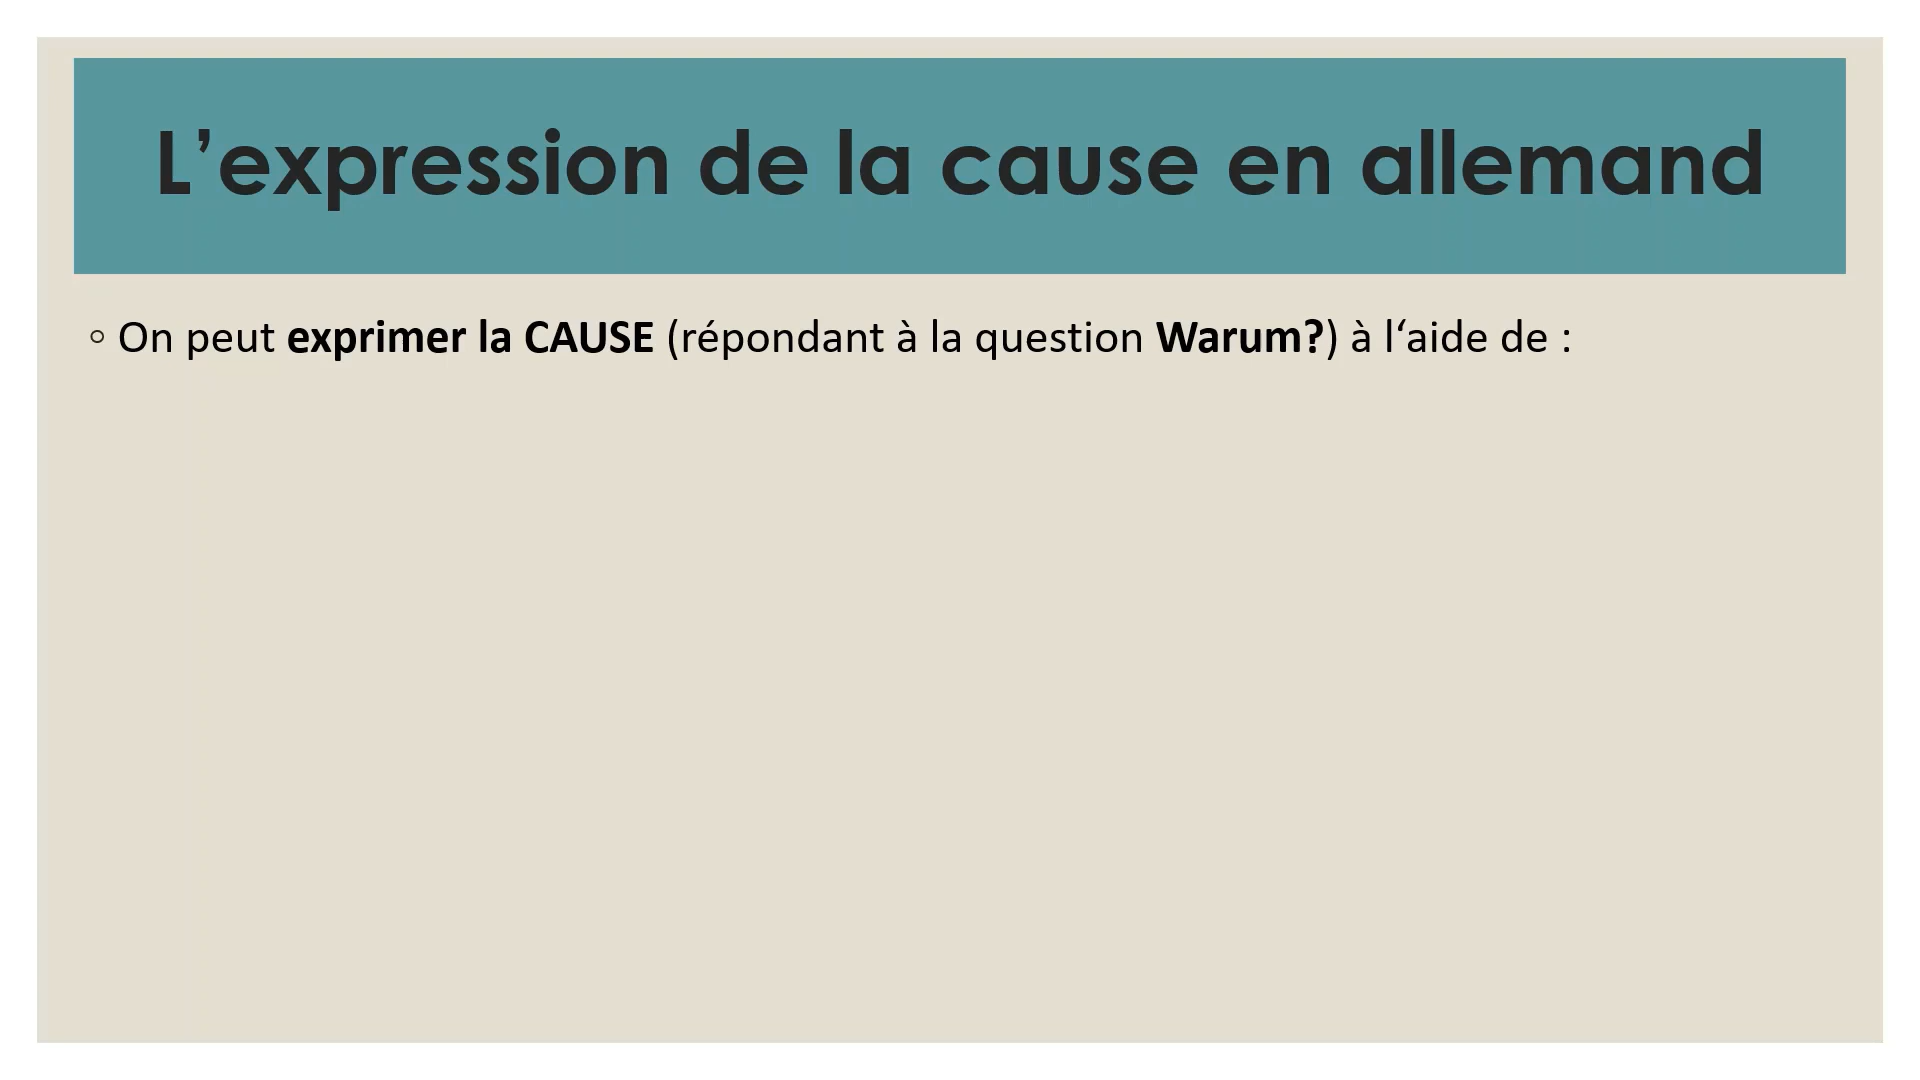 L’expression de la cause en allemand
◦ On peut exprimer la CAUSE (répondant à la question Warum?) à l‘aide de :